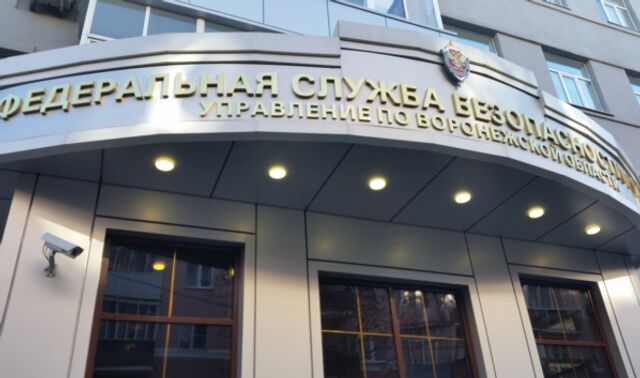 ФЕДЕРАЛЬНАЯ СЛУЖБА БЕЗОПАСНОСТИ
УПРАВЛЕНИЕ ПО ВОРОНЕЖСКОЙ ОБЛАСТИ